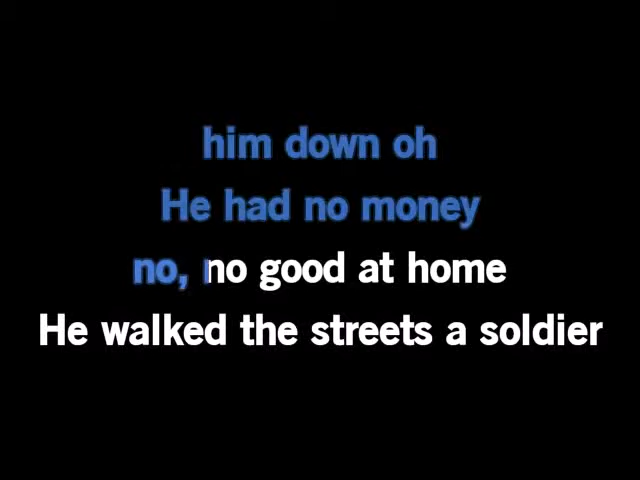 him down oh
He had no money
no, no good at home
He walked the streets a soldier